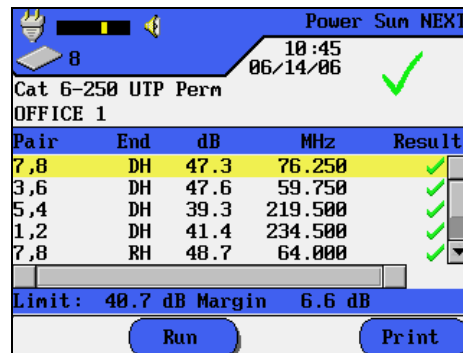 Power Sum NEXT
8
10:45
06/14/06
Cat 6-250 UTP Perm
OFFICE 1
Pair End dB MHz Result
7,8 DH 47.3 76.250
3,6 DH 47.6 59.750
5,4 DH 39.3 219.500
1,2 DH 41.4 234.500
7,8 RH 48.7 64.000
Limit: 40.7 dB Margin 6.6 dB
Run Print